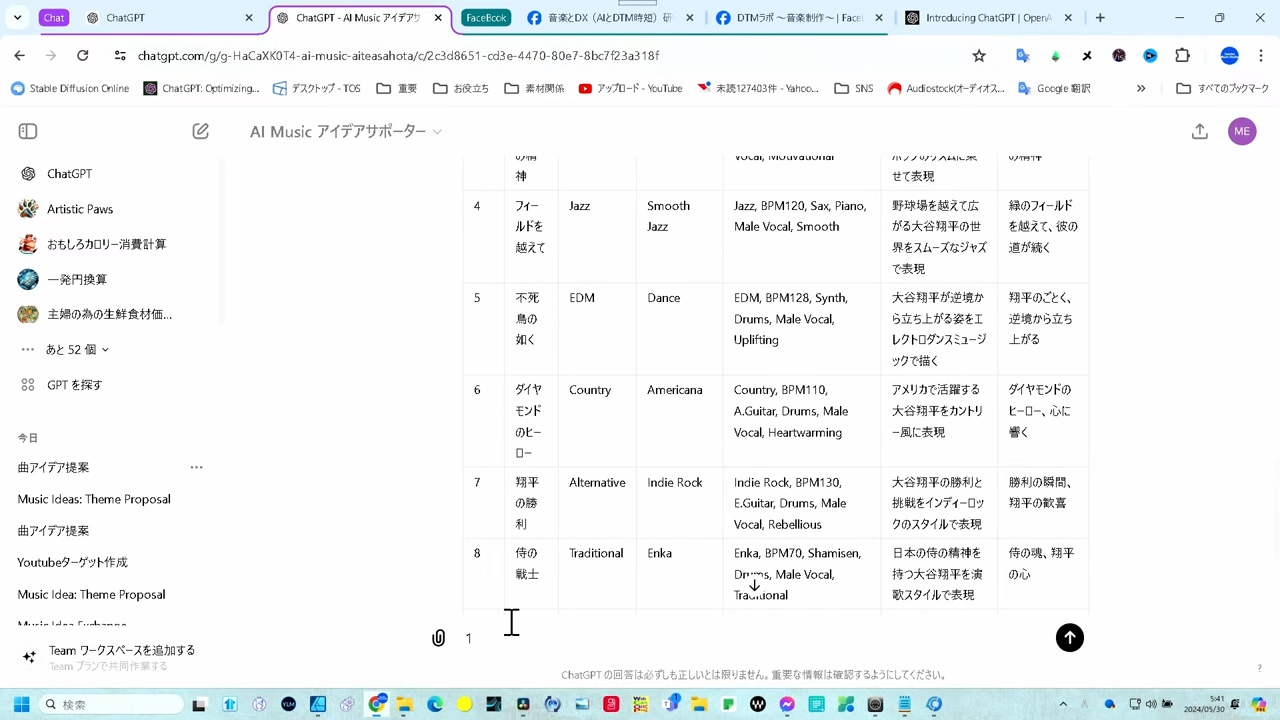 Chat
ChatGPT
ChatGPT - AI Music アイデアサ
FaceBook
音楽とDX（AIとDTM時短）研
DTMラボ ～音楽制作～ | Face
Introducing ChatGPT | OpenA
chatgpt.com/g/g-HaCaXK0T4-ai-music-aiteasahota/c/2c3d8651-cd3e-4470-80e7-8bc7f23a318f
Stable Diffusion Online
ChatGPT: Optimizing...
デスクトップ - TOS
重要
お役立ち
素材関係
アップロード - YouTube
未読127403件 - Yahoo...
SNS
Audiostock(オーディオス...
Google 翻訳
»
すべてのブックマーク
AI Music アイデアサポーター
ME
ChatGPT
Artistic Paws
おもしろカロリー消費計算
一発円換算
主婦の為の生鮮食材価...
あと 52 個
GPT を探す
今日
曲アイデア提案
Music Ideas: Theme Proposal
曲アイデア提案
Youtubeターゲット作成
Music Idea: Theme Proposal
Music Idea Exchange
Team ワークスペースを追加する
Team プランで共同作業する
の精
神
Vocal, Motivational
ポップのリズムに乗
せて表現
の精神
4
フィー
ルドを
越えて
Jazz
Smooth
Jazz
Jazz, BPM120, Sax, Piano,
Male Vocal, Smooth
野球場を越えて広
がる大谷翔平の世
界をスムーズなジャズ
で表現
緑のフィールド
を越えて、彼の
道が続く
5
不死
鳥の
如く
EDM
Dance
EDM, BPM128, Synth,
Drums, Male Vocal,
Uplifting
大谷翔平が逆境か
ら立ち上がる姿をエ
レクトロダンスミュージ
ックで描く
翔平のごとく、
逆境から立ち
上がる
6
ダイヤ
モンド
のヒー
ロー
Country
Americana
Country, BPM110,
A.Guitar, Drums, Male
Vocal, Heartwarming
アメリカで活躍する
大谷翔平をカントリ
ー風に表現
ダイヤモンドの
ヒーロー、心に
響く
7
翔平
の勝
利
Alternative
Indie Rock
Indie Rock, BPM130,
E.Guitar, Drums, Male
Vocal, Rebellious
大谷翔平の勝利と
挑戦をインディーロッ
クのスタイルで表現
勝利の瞬間、
翔平の歓喜
8
侍の
戦士
Traditional
Enka
Enka, BPM70, Shamisen,
Drums, Male Vocal,
Traditional
日本の侍の精神を
持つ大谷翔平を演
歌スタイルで表現
侍の魂、翔平
の心
1
ChatGPT の回答は必ずしも正しいとは限りません。重要な情報は確認するようにしてください。
?
検索
5:41
2024/05/30